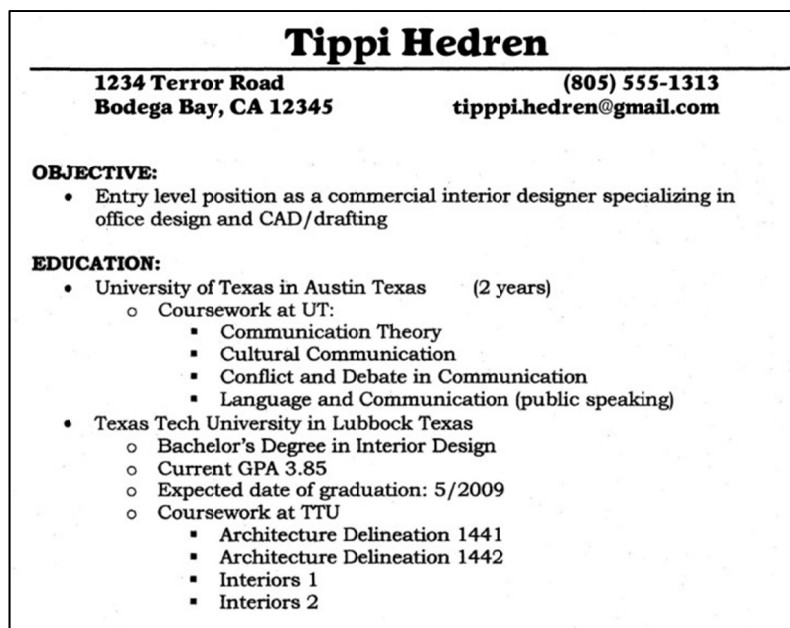 Tippi Hedren
1234 Terror Road (805) 555-1313
Bodega Bay, CA 12345 tipppi.hedren@gmail.com
OBJECTIVE:
• Entry level position as a commercial interior designer specializing in
office design and CAD/drafting
EDUCATION:
• University of Texas in Austin Texas (2 years)
o Coursework at UT:
▪ Communication Theory
▪ Cultural Communication
▪ Conflict and Debate in Communication
▪ Language and Communication (public speaking)
• Texas Tech University in Lubbock Texas
o Bachelor's Degree in Interior Design
o Current GPA 3.85
o Expected date of graduation: 5/2009
o Coursework at TTU
▪ Architecture Delineation 1441
▪ Architecture Delineation 1442
▪ Interiors 1
▪ Interiors 2